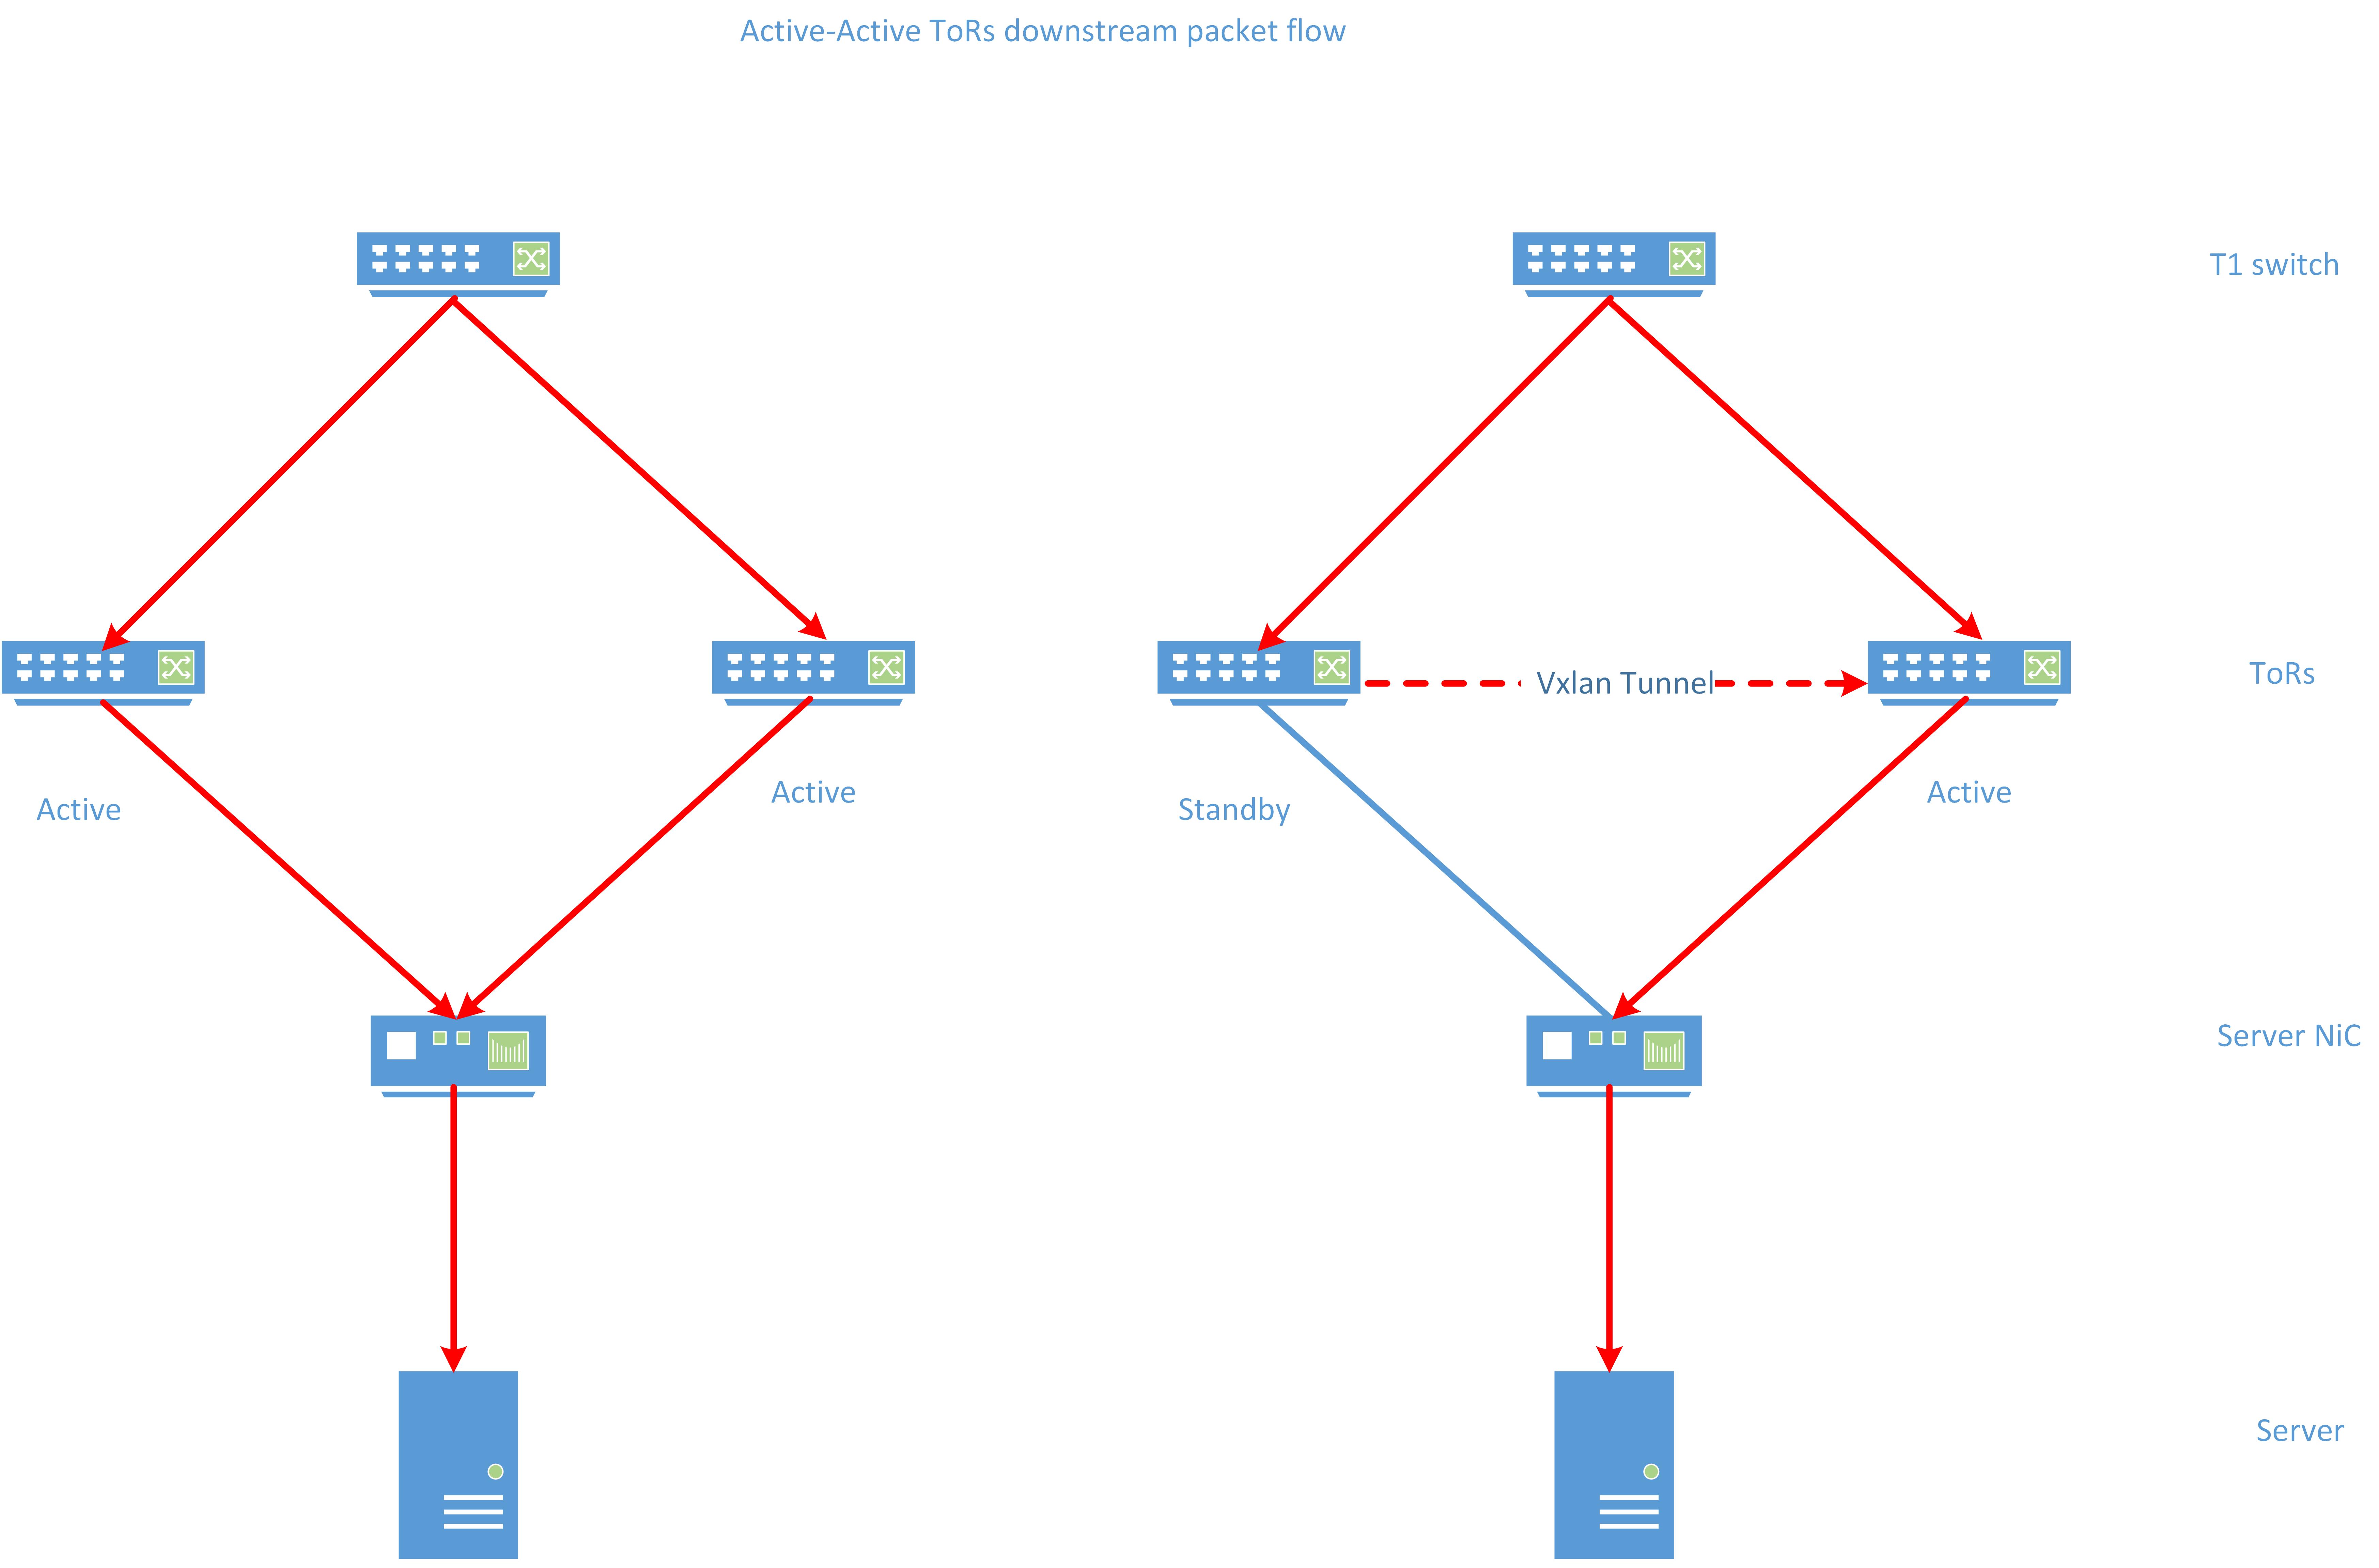 Active-Active ToRs downstream packet flow
T1 switch
Vxlan Tunnel
ToRs
Active
Active
Standby
Active
Server NiC
Server